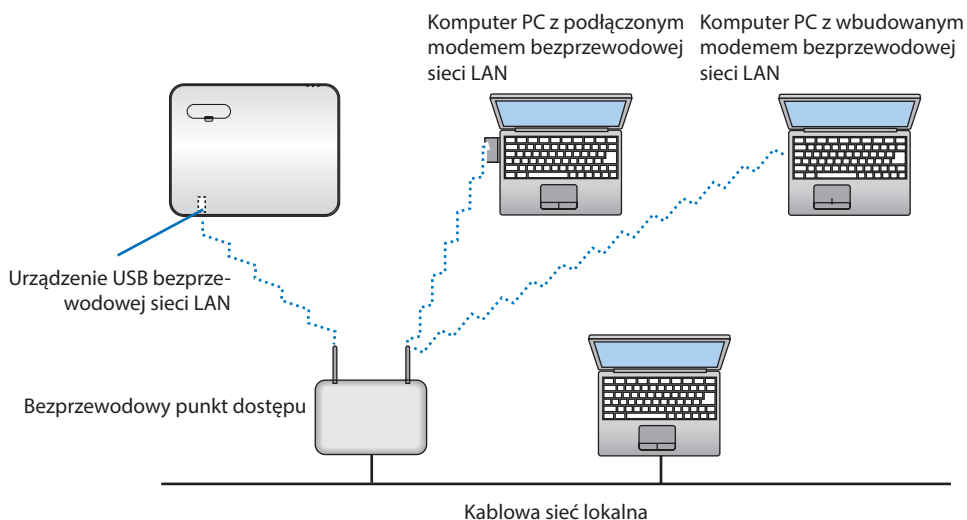 Komputer PC z podłączonym
modemem bezprzewodowej
sieci LAN
Komputer PC z wbudowanym
modemem bezprzewodowej
sieci LAN
Urządzenie USB bezprze-
wodowej sieci LAN
Bezprzewodowy punkt dostępu
Kablowa sieć lokalna